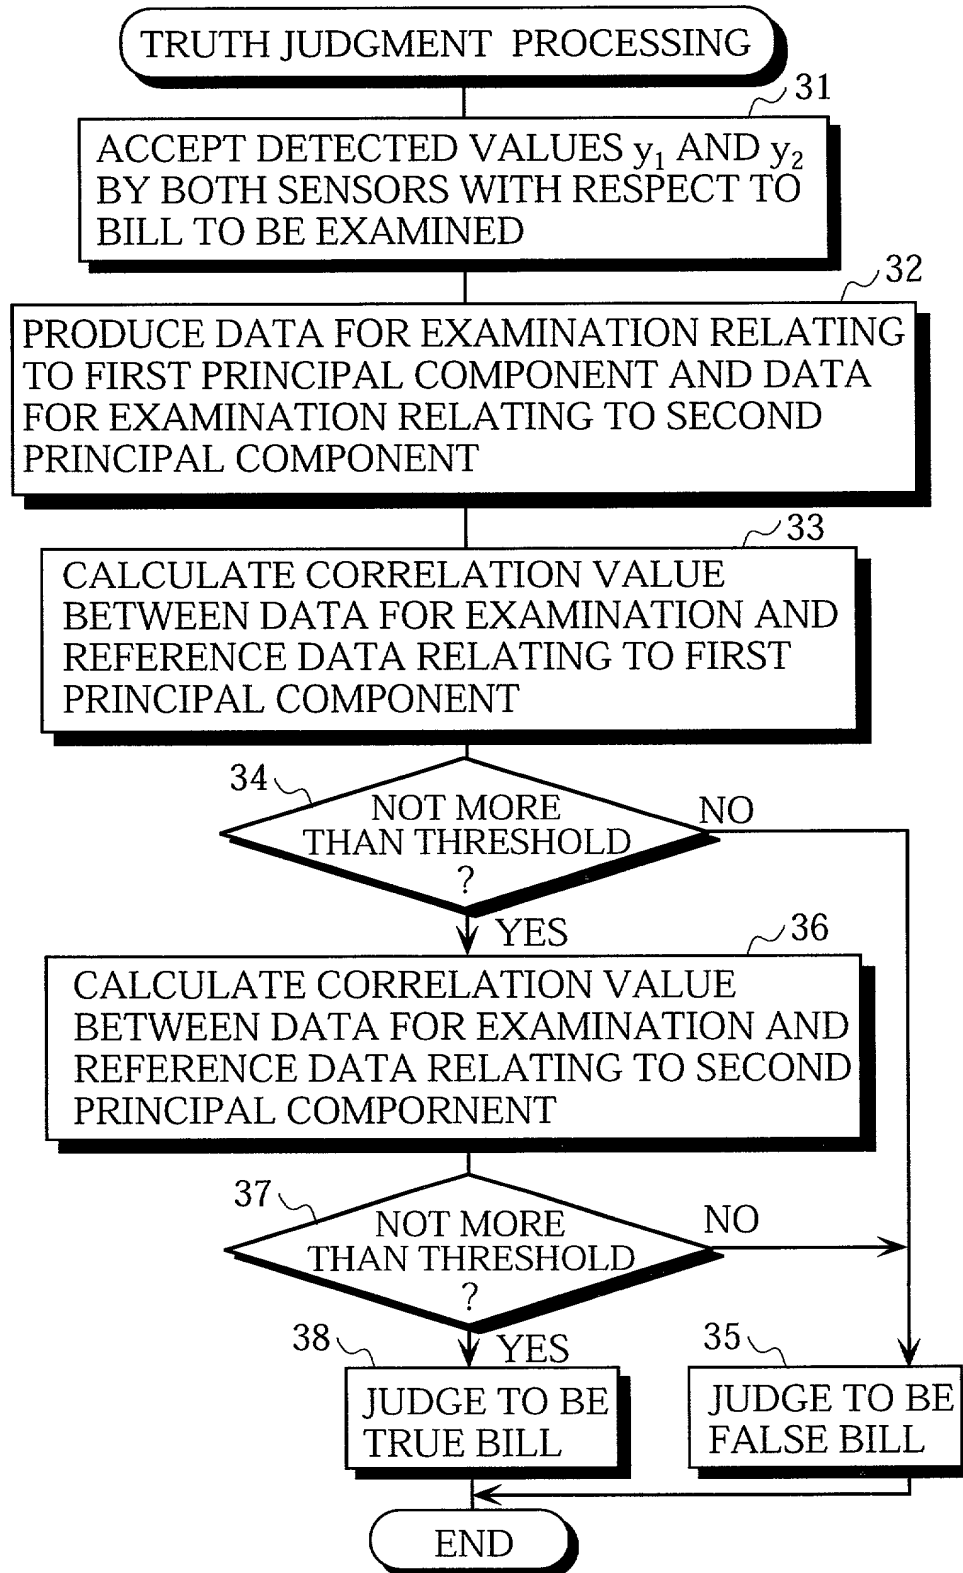 TRUTH JUDGMENT PROCESSING
31
ACCEPT DETECTED VALUES y₁ AND y₂
BY BOTH SENSORS WITH RESPECT TO
BILL TO BE EXAMINED
32
PRODUCE DATA FOR EXAMINATION RELATING
TO FIRST PRINCIPAL COMPONENT AND DATA
FOR EXAMINATION RELATING TO SECOND
PRINCIPAL COMPONENT
33
CALCULATE CORRELATION VALUE
BETWEEN DATA FOR EXAMINATION AND
REFERENCE DATA RELATING TO FIRST
PRINCIPAL COMPONENT
34
NOT MORE
THAN THRESHOLD
?
NO
YES
36
CALCULATE CORRELATION VALUE
BETWEEN DATA FOR EXAMINATION AND
REFERENCE DATA RELATING TO SECOND
PRINCIPAL COMPORNENT
37
NOT MORE
THAN THRESHOLD
?
NO
YES
38
JUDGE TO BE
TRUE BILL
35
JUDGE TO BE
FALSE BILL
END